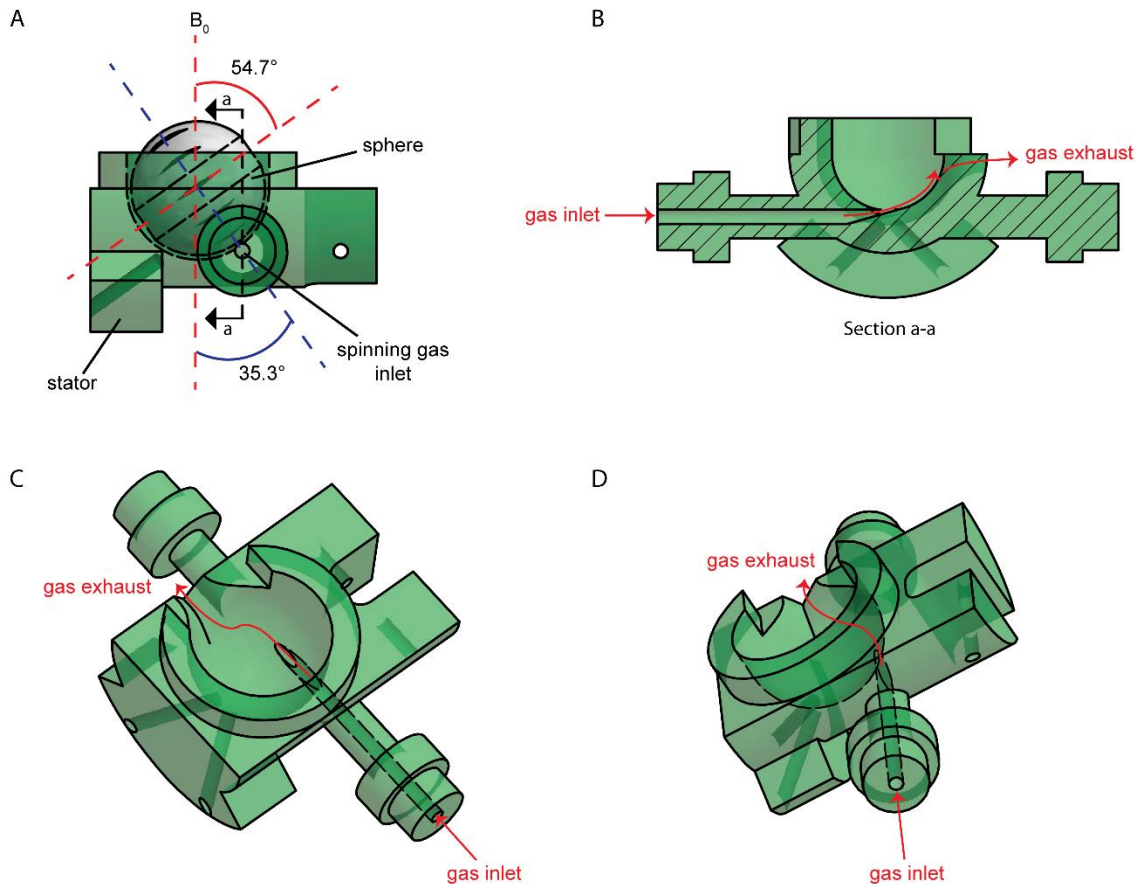 A
B₀
54.7°
a
sphere
a
spinning gas
inlet
stator
35.3°
B
gas exhaust
gas inlet
Section a-a
C
gas exhaust
gas inlet
D
gas exhaust
gas inlet